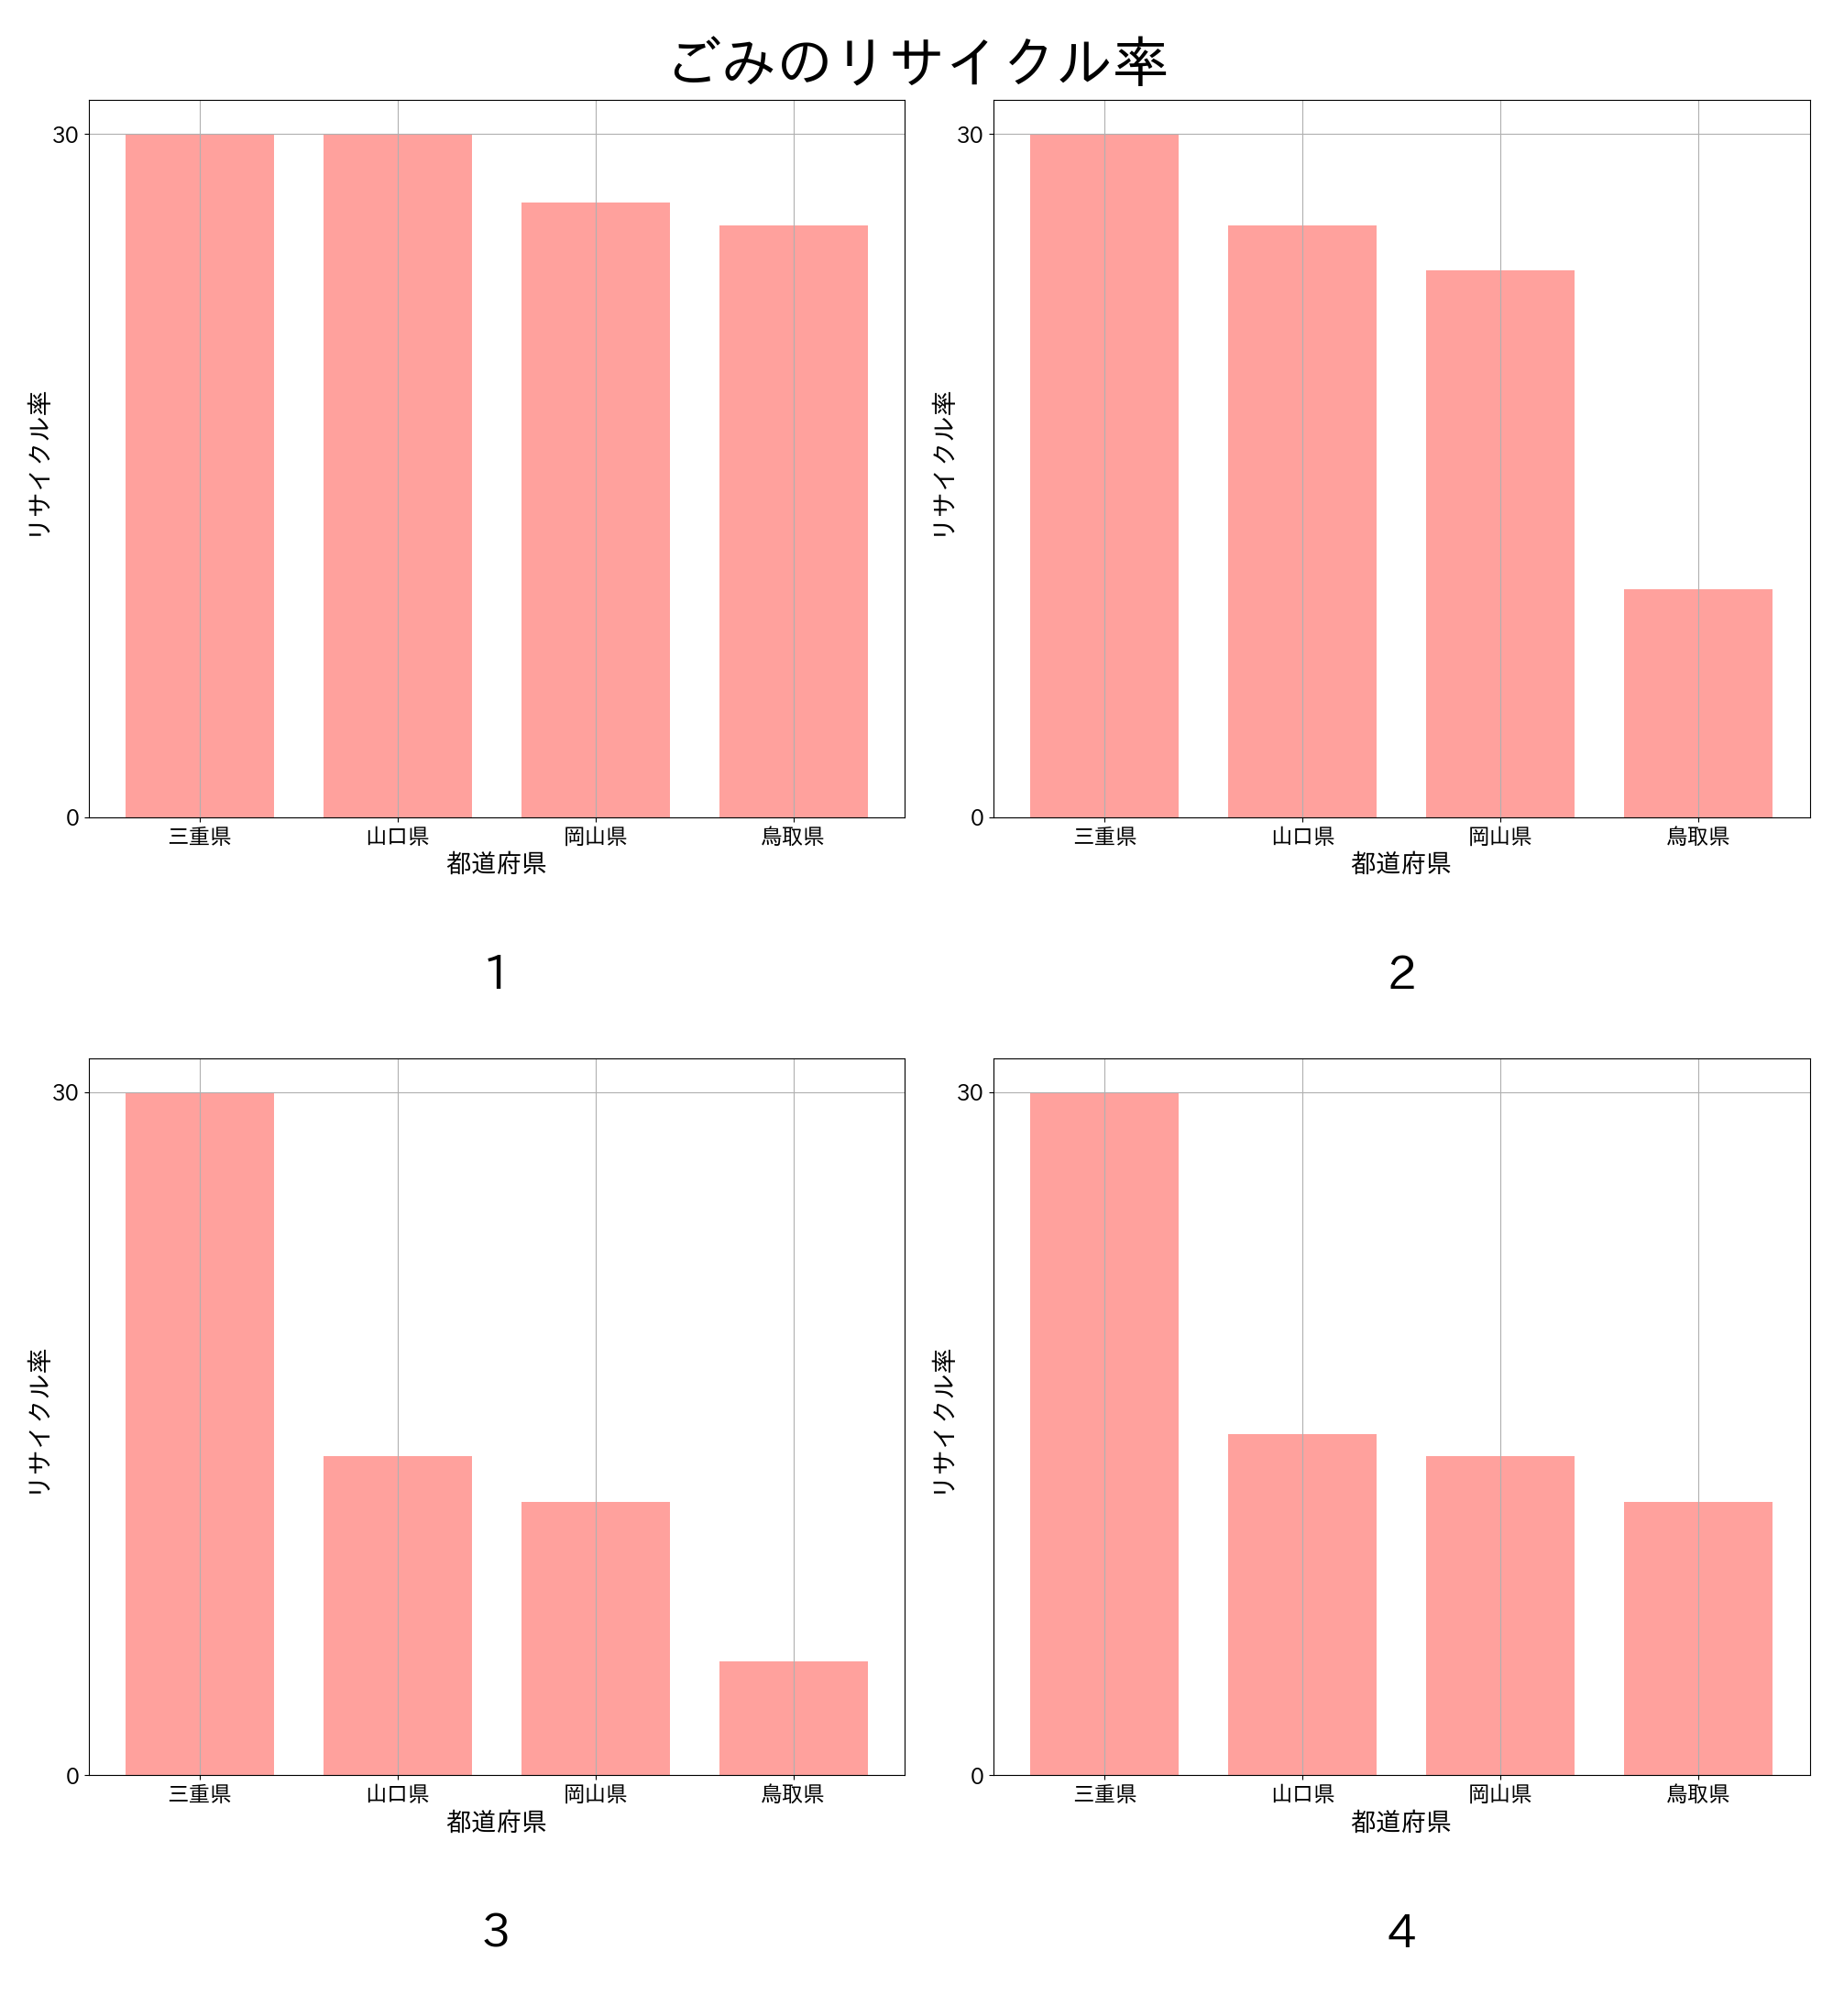 ごみのリサイクル率
30
0
リサイクル率
三重県 山口県 岡山県 鳥取県
都道府県
1
30
0
リサイクル率
三重県 山口県 岡山県 鳥取県
都道府県
2
30
0
リサイクル率
三重県 山口県 岡山県 鳥取県
都道府県
3
30
0
リサイクル率
三重県 山口県 岡山県 鳥取県
都道府県
4